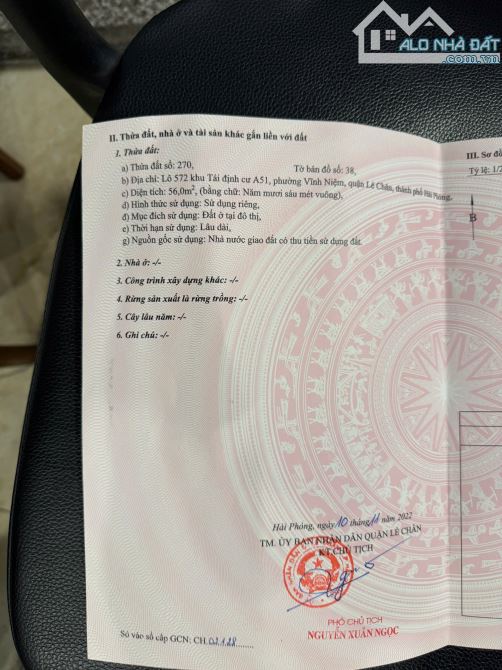 ALO NHÀ ĐẤT
II. Thửa đất, nhà ở và tài sản khác gắn liền với đất
III. Sơ đồ
1. Thửa đất:
a) Thửa đất số: 270, Tờ bản đồ số: 38,
Tỷ lệ: 1/2
b) Địa chỉ: Lô 572 khu Tái định cư A51, phường Vĩnh Niệm, quận Lê Chân, thành phố Hải Phòng,
c) Diện tích: 56,0m², (bằng chữ: Năm mươi sáu mét vuông),
d) Hình thức sử dụng: Sử dụng riêng,
đ) Mục đích sử dụng: Đất ở tại đô thị,
e) Thời hạn sử dụng: Lâu dài,
g) Nguồn gốc sử dụng: Nhà nước giao đất có thu tiền sử dụng đất.
B
2. Nhà ở: -/-
3. Công trình xây dựng khác: -/-
4. Rừng sản xuất là rừng trồng: -/-
5. Cây lâu năm: -/-
6. Ghi chú: -/-
Hải Phòng, ngày 10 tháng 11 năm 2022
TM. ỦY BAN NHÂN DÂN QUẬN LÊ CHÂN
KT. CHỦ TỊCH
PHÓ CHỦ TỊCH
NGUYỄN XUÂN NGỌC
Số vào sổ cấp GCN: CH.02128